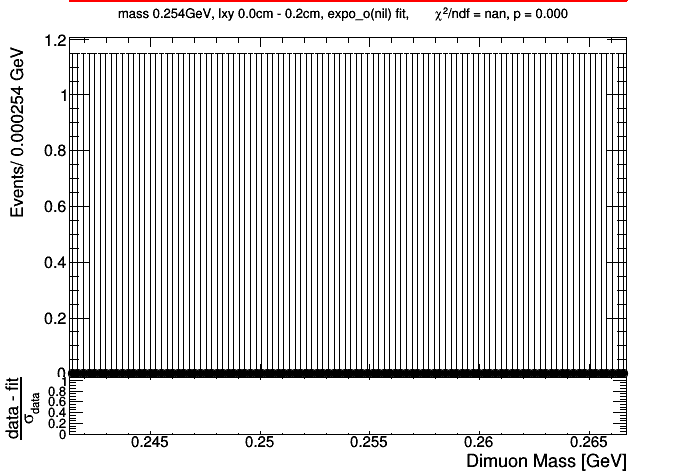 mass 0.254GeV, lxy 0.0cm - 0.2cm, expo_o(nil) fit, χ²/ndf = nan, p = 0.000
Events/ 0.000254 GeV
1.2
1
0.8
0.6
0.4
0.2
0
data - fit
σdata
1
0.8
0.6
0.4
0.2
0
0.245 0.25 0.255 0.26 0.265
Dimuon Mass [GeV]